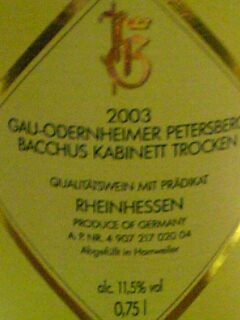 2003
GAU-ODERNHEIMER PETERSBERG
BACCHUS KABINETT TROCKEN
QUALITÄTSWEIN MIT PRÄDIKAT
RHEINHESSEN
PRODUCE OF GERMANY
A. P. NR. 4 907 217 020 04
Abgefüllt in Horrweiler
alc. 11,5% vol
0,75 l